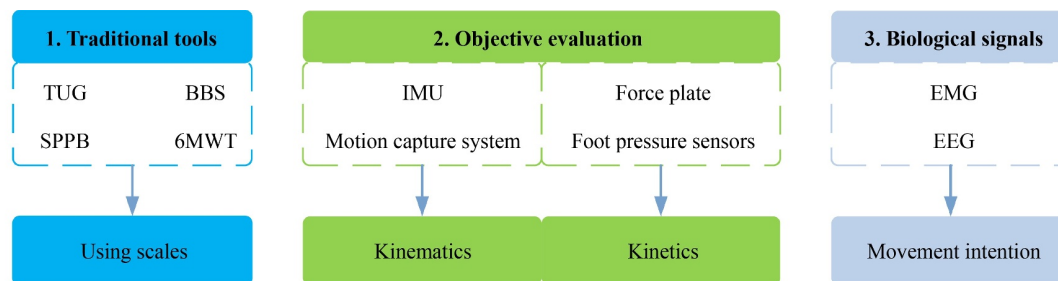 1. Traditional tools
TUG BBS
SPPB 6MWT
Using scales
2. Objective evaluation
IMU
Motion capture system
Kinematics
Force plate
Foot pressure sensors
Kinetics
3. Biological signals
EMG
EEG
Movement intention